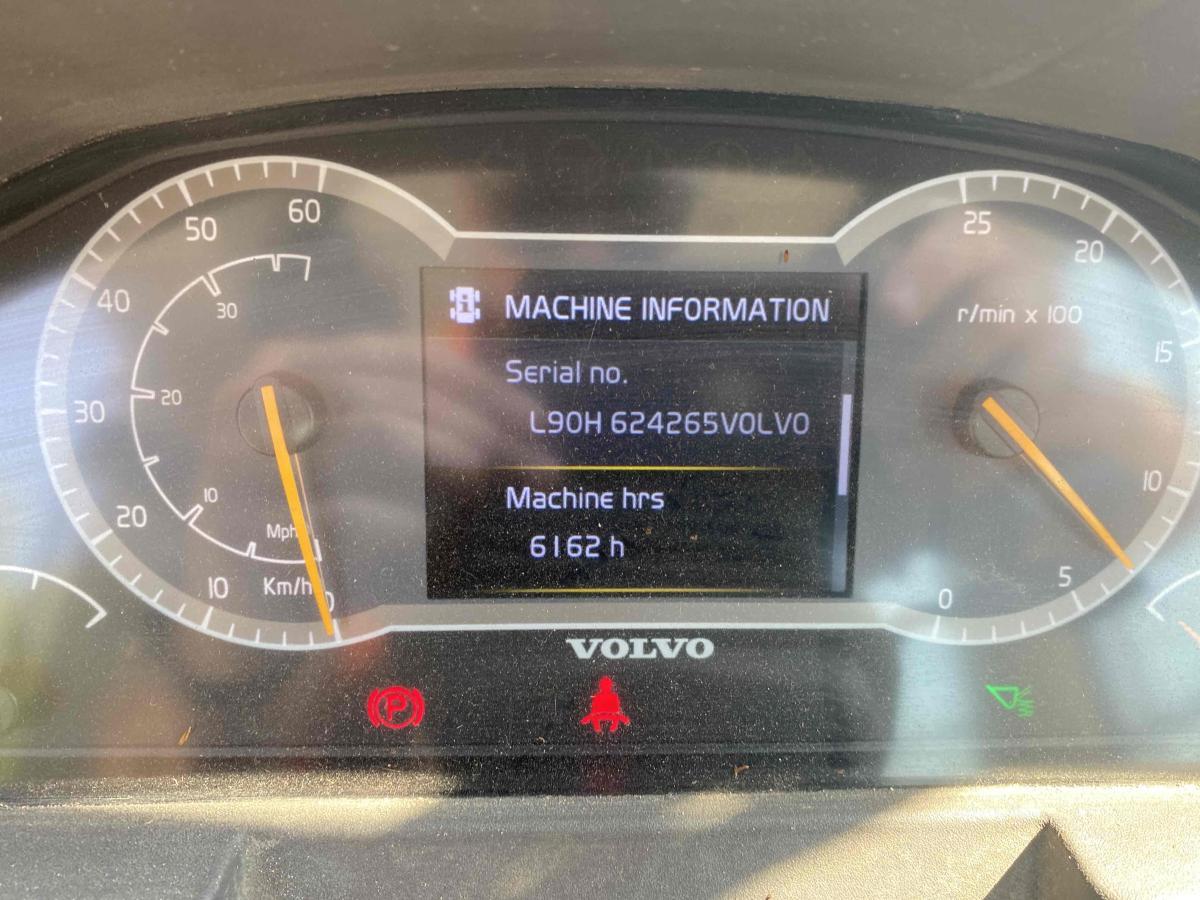 MACHINE INFORMATION
Serial no.
L90H 624265VOLVO
Machine hrs
6162 h
60
50
40
30
20
10
0
Km/h
30
20
10
Mph
25
20
15
10
5
0
r/min x 100
VOLVO
P